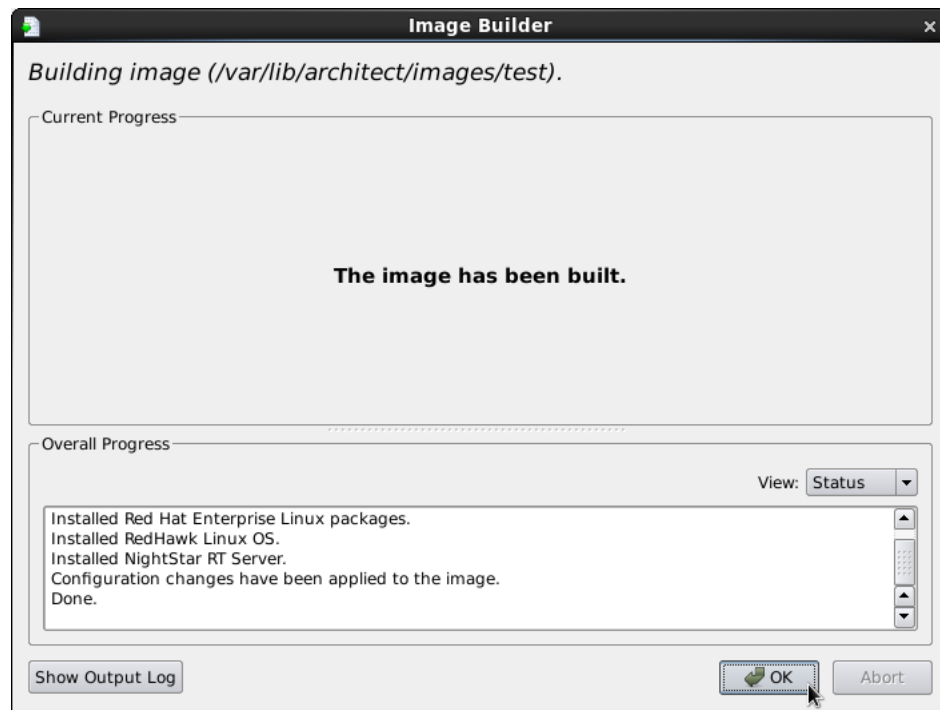 Image Builder
Building image (/var/lib/architect/images/test).
Current Progress
The image has been built.
Overall Progress
View: Status
Installed Red Hat Enterprise Linux packages.
Installed RedHawk Linux OS.
Installed NightStar RT Server.
Configuration changes have been applied to the image.
Done.
Show Output Log OK Abort